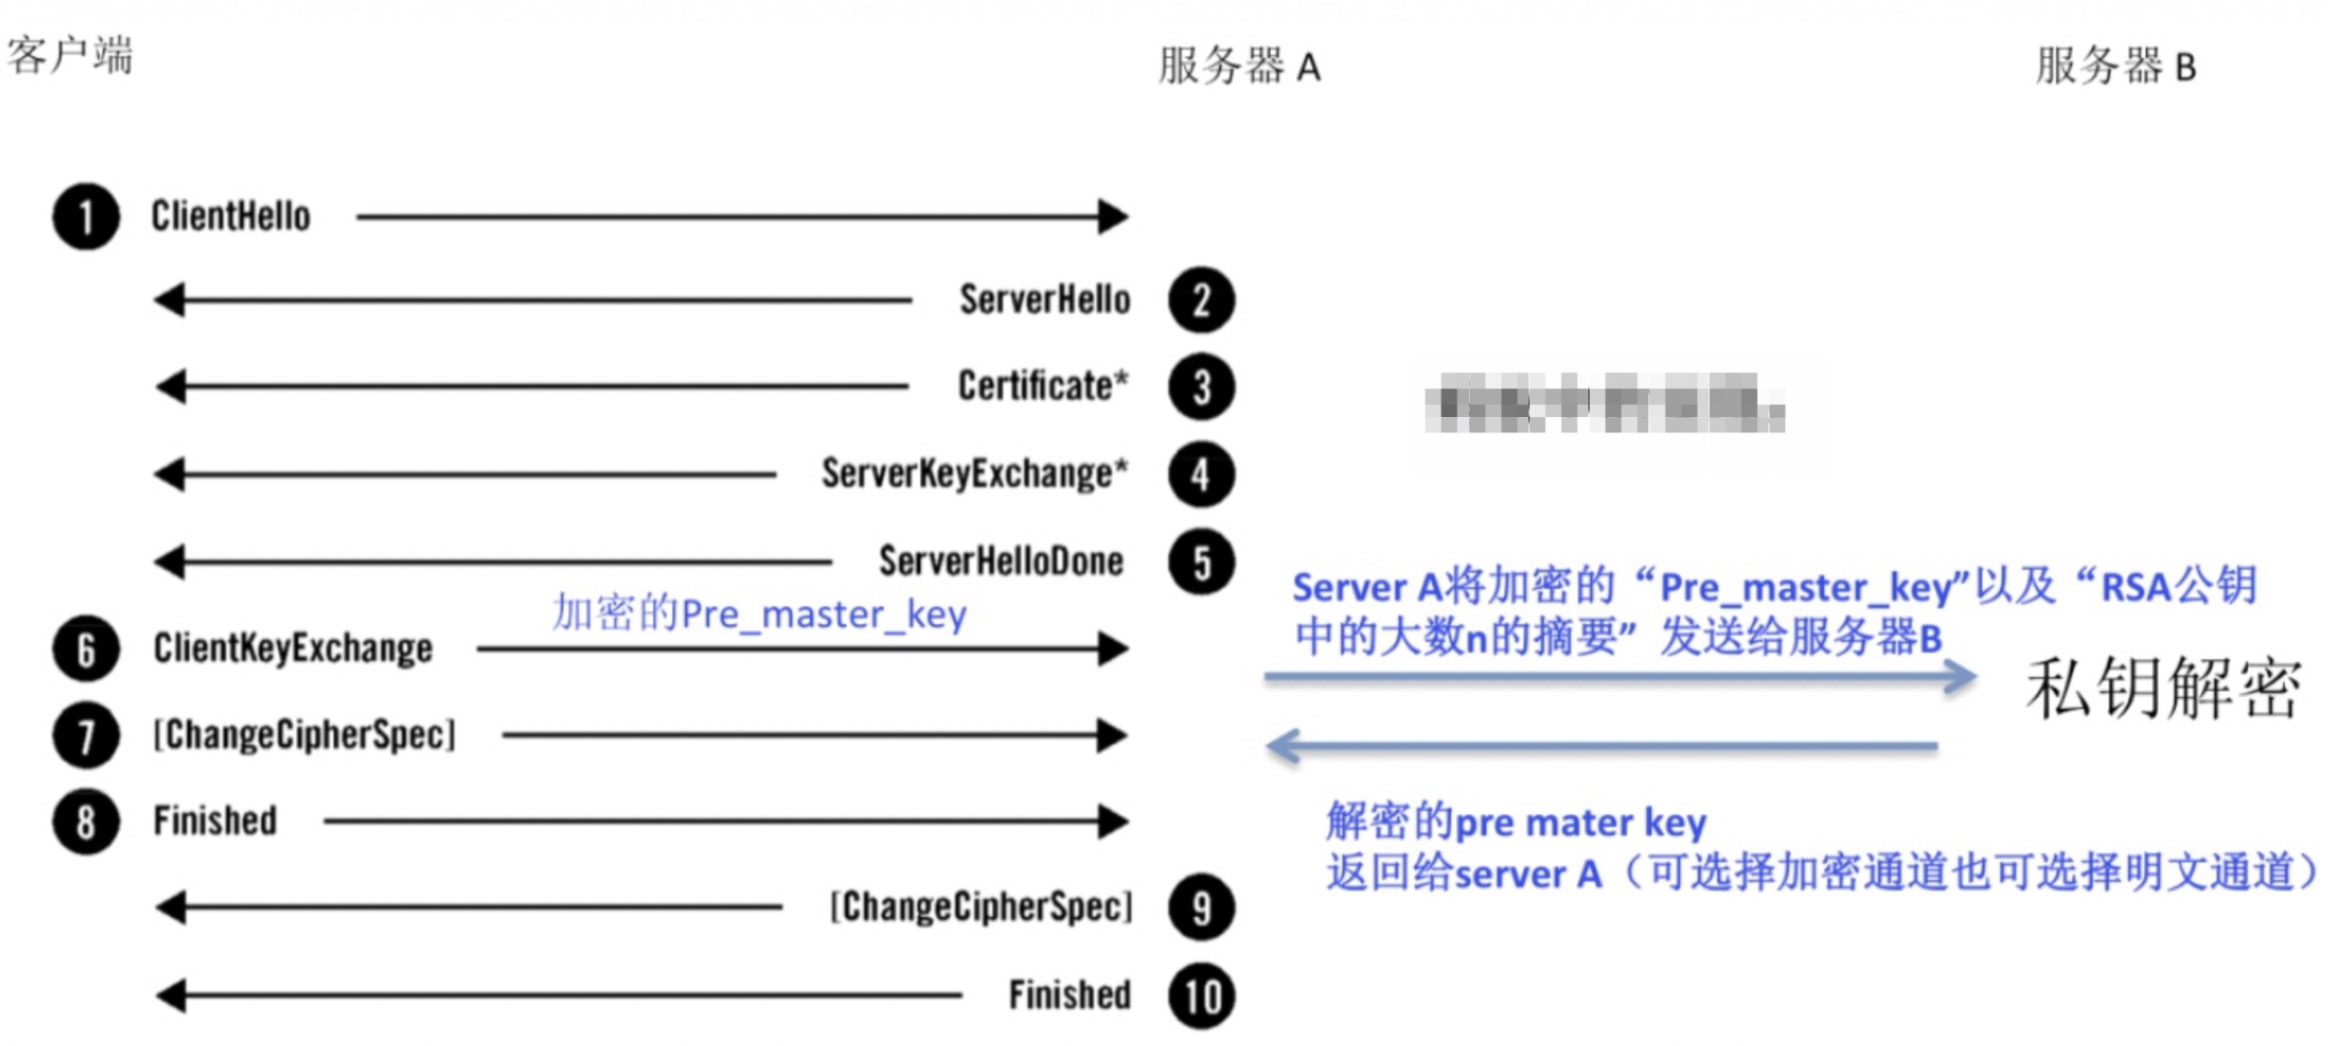 客户端
服务器 A
服务器 B
1 ClientHello
ServerHello 2
Certificate* 3
ServerKeyExchange* 4
ServerHelloDone 5
Server A将加密的“Pre_master_key”以及“RSA公钥
中的大数n的摘要”发送给服务器B
加密的Pre_master_key
6 ClientKeyExchange
私钥解密
7 [ChangeCipherSpec]
8 Finished
解密的pre mater key
返回给server A（可选择加密通道也可选择明文通道）
[ChangeCipherSpec] 9
Finished 10